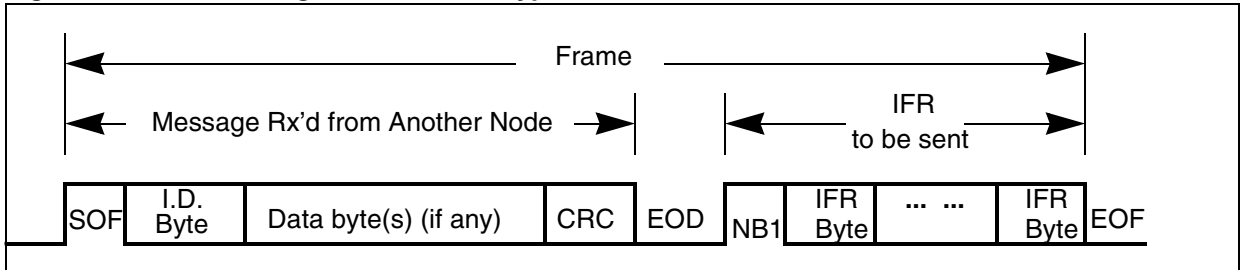 Frame
Message Rx'd from Another Node
IFR
to be sent
SOF
I.D.
Byte
Data byte(s) (if any)
CRC
EOD
NB1
IFR
Byte
... ...
IFR
Byte
EOF